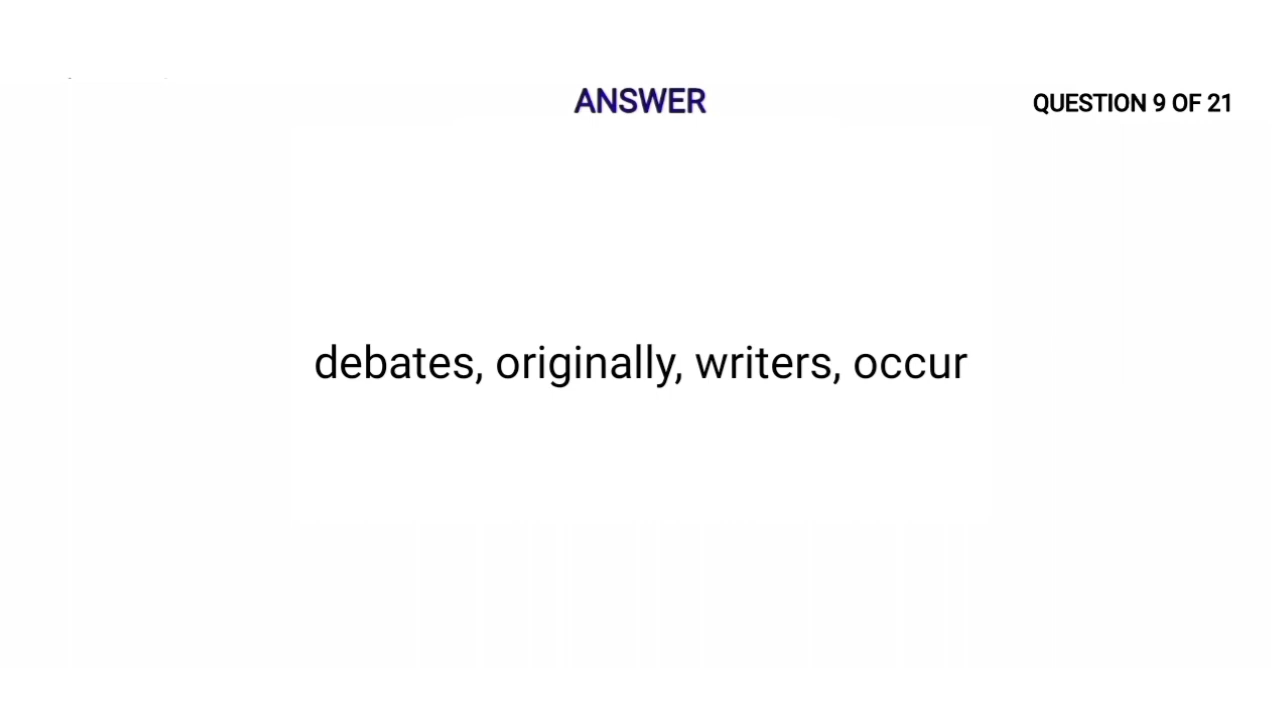 ANSWER
QUESTION 9 OF 21
debates, originally, writers, occur